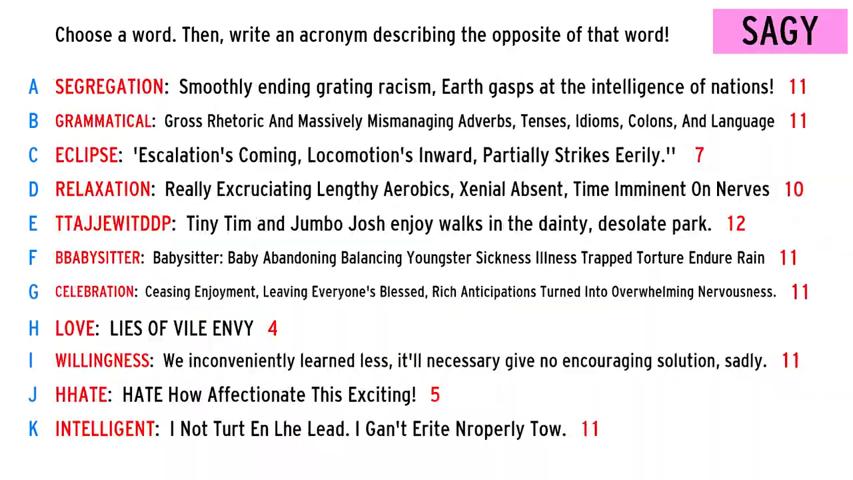 Choose a word. Then, write an acronym describing the opposite of that word!
SAGY
A SEGREGATION: Smoothly ending grating racism, Earth gasps at the intelligence of nations! 11
B GRAMMATICAL: Gross Rhetoric And Massively Mismanaging Adverbs, Tenses, Idioms, Colons, And Language 11
C ECLIPSE: 'Escalation's Coming, Locomotion's Inward, Partially Strikes Eerily.'' 7
D RELAXATION: Really Excruciating Lengthy Aerobics, Xenial Absent, Time Imminent On Nerves 10
E TTAJJEWITDDP: Tiny Tim and Jumbo Josh enjoy walks in the dainty, desolate park. 12
F BBABYSITTER: Babysitter: Baby Abandoning Balancing Youngster Sickness Illness Trapped Torture Endure Rain 11
G CELEBRATION: Ceasing Enjoyment, Leaving Everyone's Blessed, Rich Anticipations Turned Into Overwhelming Nervousness. 11
H LOVE: LIES OF VILE ENVY 4
I WILLINGNESS: We inconveniently learned less, it'll necessary give no encouraging solution, sadly. 11
J HHATE: HATE How Affectionate This Exciting! 5
K INTELLIGENT: I Not Turt En Lhe Lead. I Gan't Erite Nroperly Tow. 11